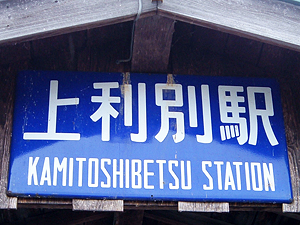 上利別駅
KAMITOSHIBETSU STATION